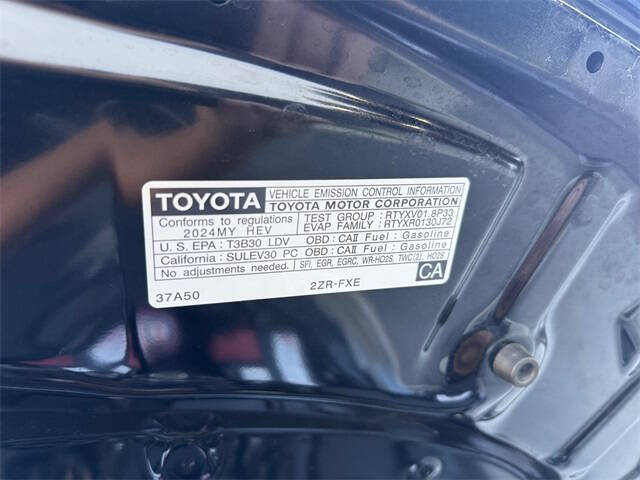 TOYOTA VEHICLE EMISSION CONTROL INFORMATION
TOYOTA MOTOR CORPORATION
Conforms to regulations TEST GROUP : RTYXV01.8P33
2024MY HEV EVAP FAMILY : RTYXR0130J72
U. S. EPA : T3B30 LDV OBD : CAII Fuel : Gasoline
California : SULEV30 PC OBD : CAII Fuel : Gasoline
No adjustments needed. SFI, EGR, EGRC, WR-HO2S, TWC(2), HO2S
CA
37A50 2ZR-FXE